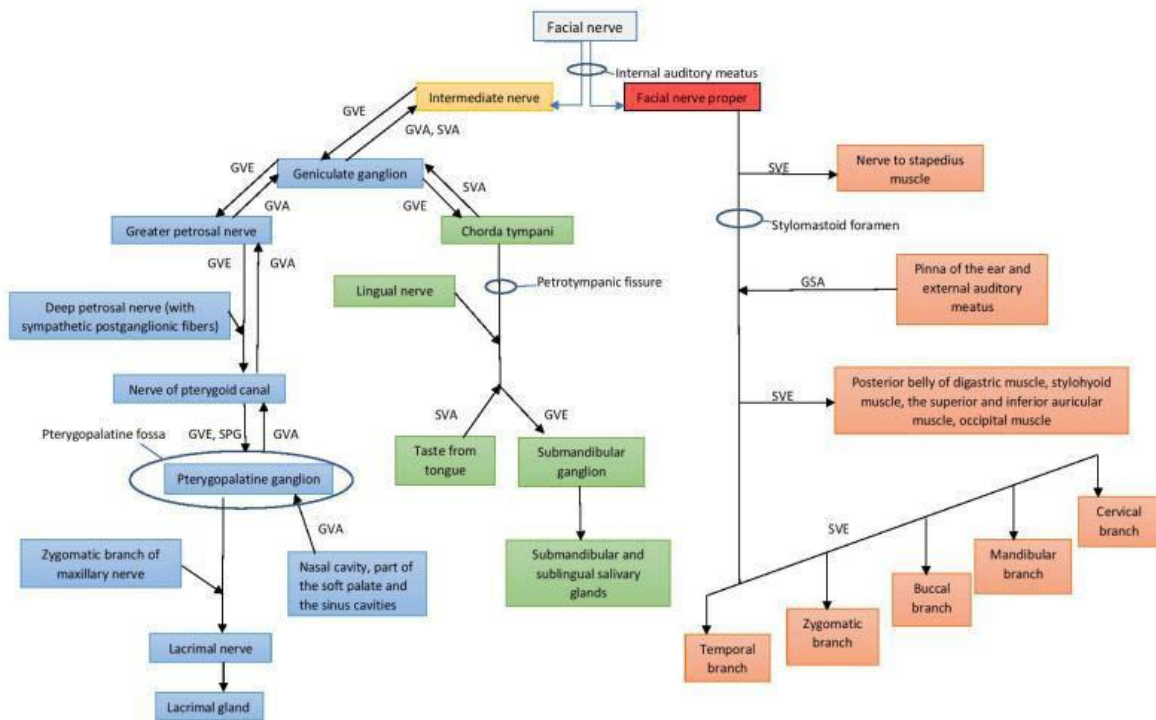 Facial nerve
Internal auditory meatus
Intermediate nerve
Facial nerve proper
GVE
GVA, SVA
GVE
Geniculate ganglion
SVA
SVE
Nerve to stapedius
muscle
GVA
GVE
Greater petrosal nerve
Chorda tympani
Stylomastoid foramen
GVE
GVA
Petrotympanic fissure
Lingual nerve
GSA
Pinna of the ear and
external auditory
meatus
Deep petrosal nerve (with
sympathetic postganglionic fibers)
Nerve of pterygoid canal
SVA
GVE
SVE
Posterior belly of digastric muscle, stylohyoid
muscle, the superior and inferior auricular
muscle, occipital muscle
Pterygopalatine fossa
GVE, SPG
GVA
Taste from
tongue
Submandibular
ganglion
Pterygopalatine ganglion
GVA
SVE
Cervical
branch
Mandibular
branch
Buccal
branch
Zygomatic
branch
Temporal
branch
Zygomatic branch of
maxillary nerve
Nasal cavity, part of
the soft palate and
the sinus cavities
Submandibular and
sublingual salivary
glands
Lacrimal nerve
Lacrimal gland